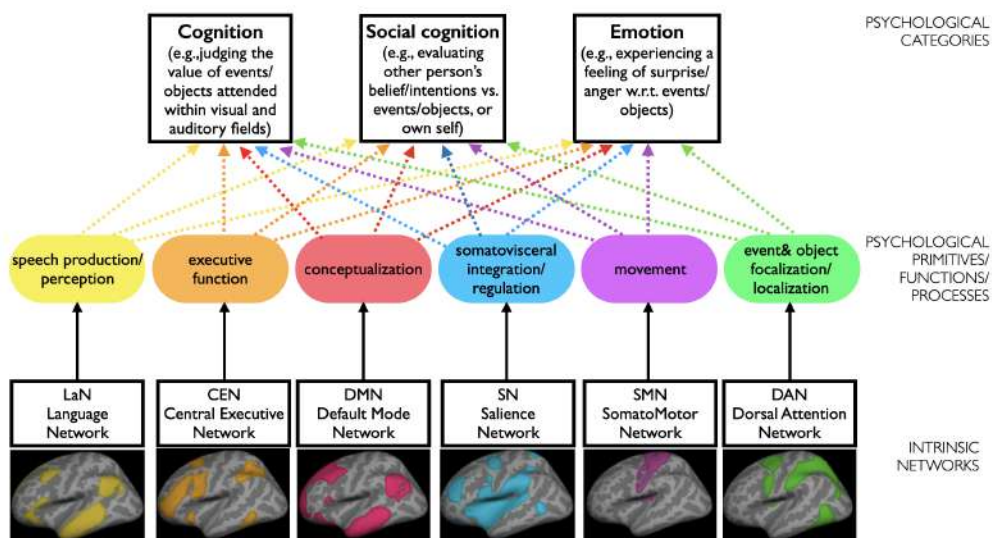 PSYCHOLOGICAL
CATEGORIES
Cognition
(e.g.,judging the
value of events/
objects attended
within visual and
auditory fields)
Social cognition
(e.g., evaluating
other person's
belief/intentions vs.
events/objects, or
own self)
Emotion
(e.g., experiencing a
feeling of surprise/
anger w.r.t. events/
objects)
speech production/
perception
executive
function
conceptualization
somatovisceral
integration/
regulation
movement
event& object
focalization/
localization
PSYCHOLOGICAL
PRIMITIVES/
FUNCTIONS/
PROCESSES
LaN
Language
Network
CEN
Central Executive
Network
DMN
Default Mode
Network
SN
Salience
Network
SMN
SomatoMotor
Network
DAN
Dorsal Attention
Network
INTRINSIC
NETWORKS